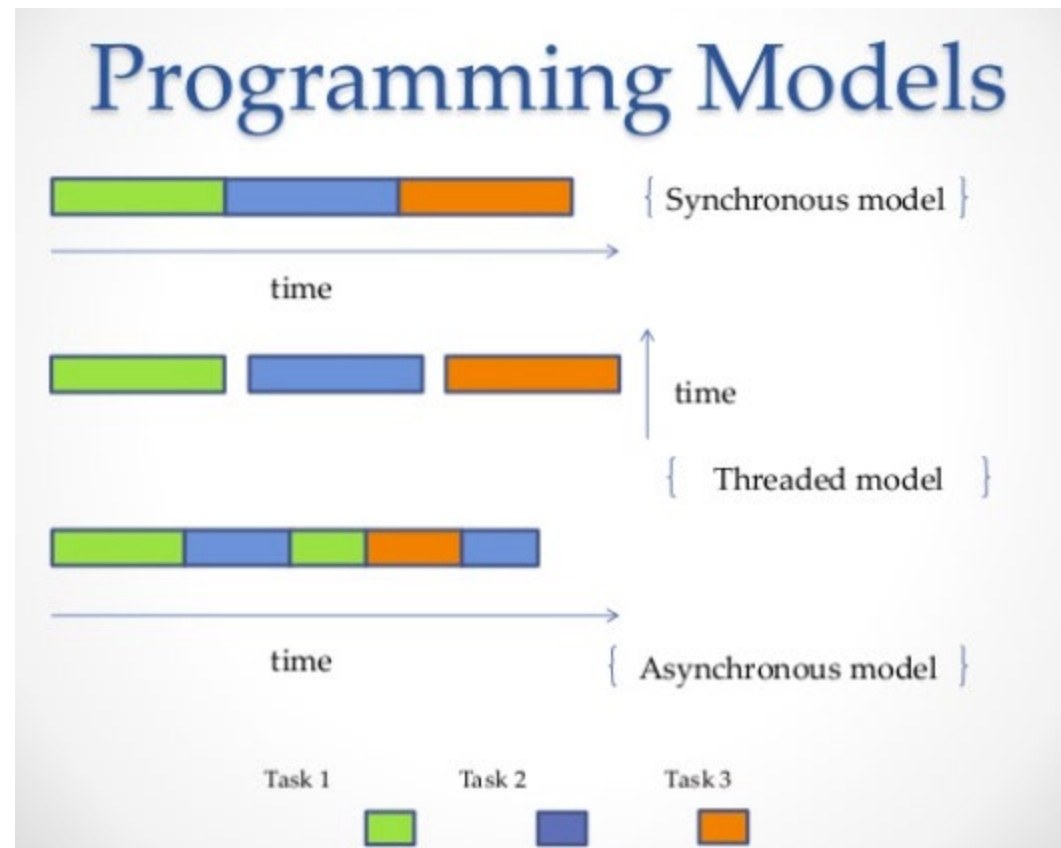 Programming Models
{ Synchronous model }
time
time
{ Threaded model }
time
{ Asynchronous model }
Task 1 Task 2 Task 3